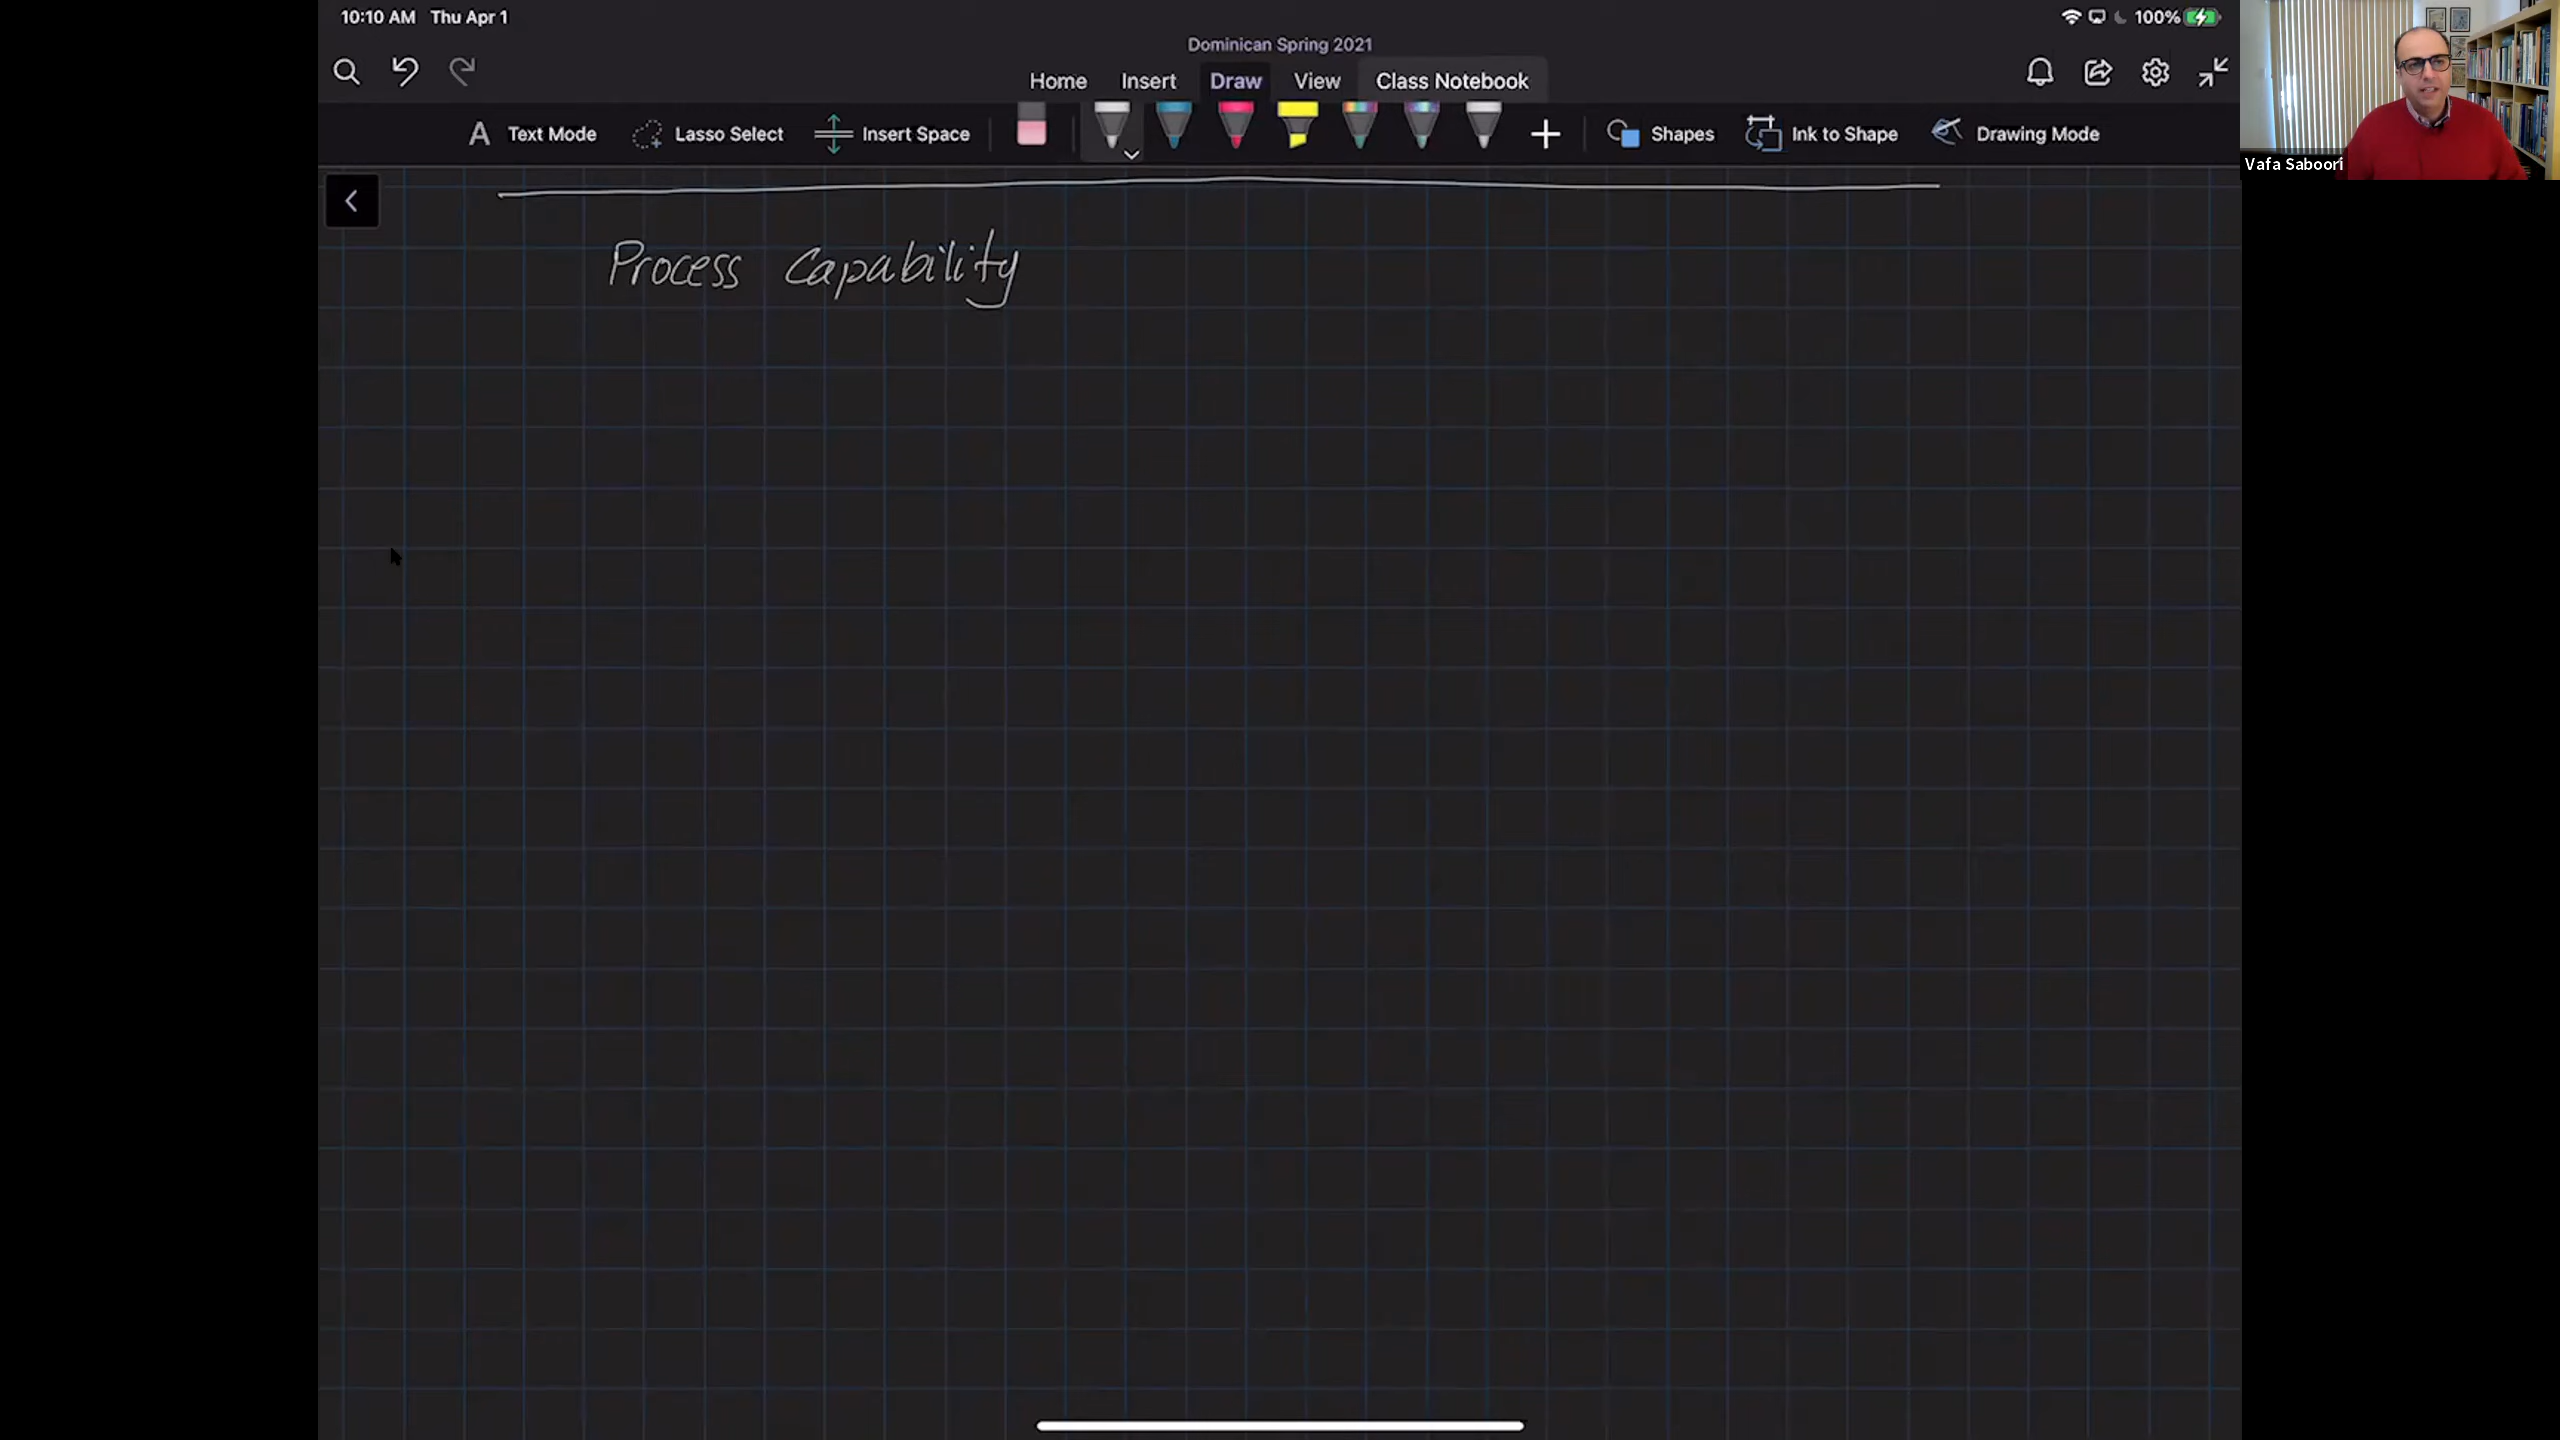 10:10 AM Thu Apr 1
100%
Dominican Spring 2021
Home Insert Draw View Class Notebook
A Text Mode Lasso Select Insert Space Shapes Ink to Shape Drawing Mode
Vafa Saboori
Process Capability